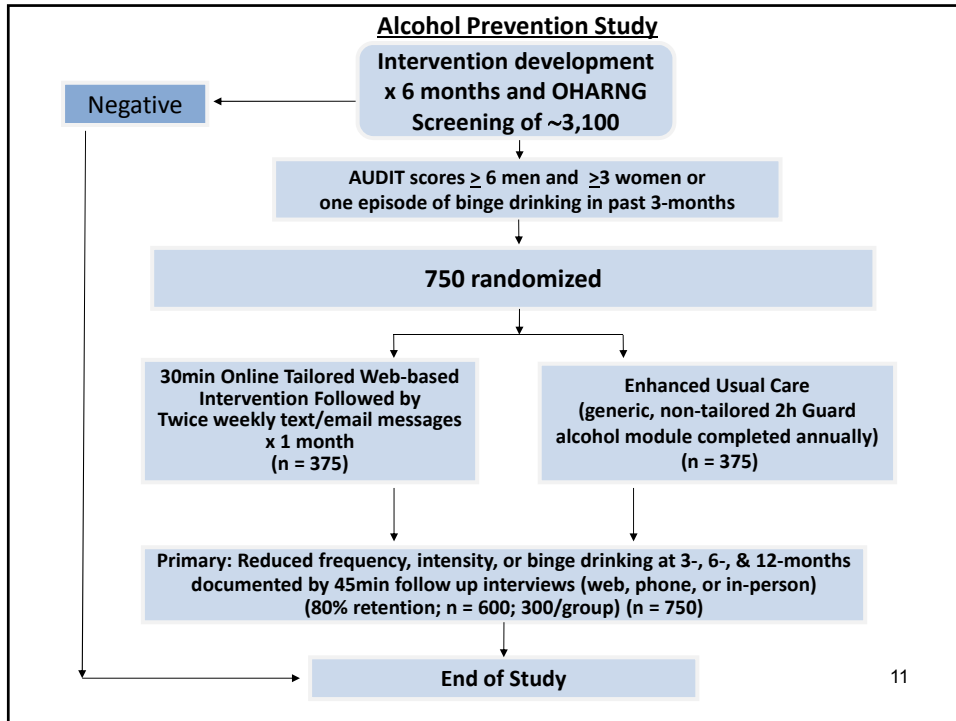 Alcohol Prevention Study
Intervention development
x 6 months and OHARNG
Screening of ~3,100
Negative
AUDIT scores ≥ 6 men and ≥3 women or
one episode of binge drinking in past 3-months
750 randomized
30min Online Tailored Web-based
Intervention Followed by
Twice weekly text/email messages
x 1 month
(n = 375)
Enhanced Usual Care
(generic, non-tailored 2h Guard
alcohol module completed annually)
(n = 375)
Primary: Reduced frequency, intensity, or binge drinking at 3-, 6-, & 12-months
documented by 45min follow up interviews (web, phone, or in-person)
(80% retention; n = 600; 300/group) (n = 750)
End of Study
11